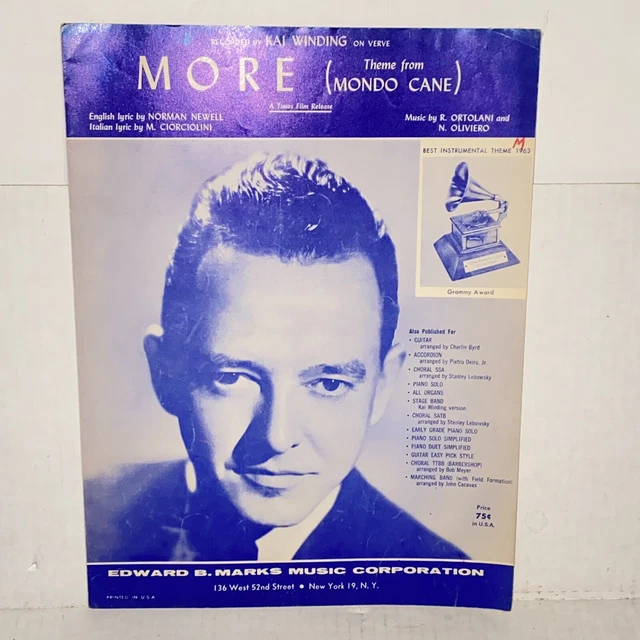 RECORDED BY KAI WINDING ON VERVE
MORE (Theme from MONDO CANE)
A Times Film Release
English lyric by NORMAN NEWELL
Italian lyric by M. CIORCIOLINI
Music by R. ORTOLANI and
N. OLIVIERO
M
BEST INSTRUMENTAL THEME 1963
Grammy Award
Also Published For
• GUITAR
arranged by Charlie Byrd
• ACCORDION
arranged by Pietro Deiro, Jr.
• CHORAL SSA
arranged by Stanley Lebowsky
• PIANO SOLO
• ALL ORGANS
• STAGE BAND
Kai Winding version
• CHORAL SATB
arranged by Stanley Lebowsky
• EARLY GRADE PIANO SOLO
• PIANO SOLO SIMPLIFIED
• PIANO DUET SIMPLIFIED
• GUITAR EASY PICK STYLE
• CHORAL TTBB (BARBERSHOP)
arranged by Bob Meyer
• MARCHING BAND (with Field Formation)
arranged by John Cacavas
Price
75¢
in U.S.A.
EDWARD B. MARKS MUSIC CORPORATION
136 West 52nd Street • New York 19, N. Y.
PRINTED IN U.S.A.